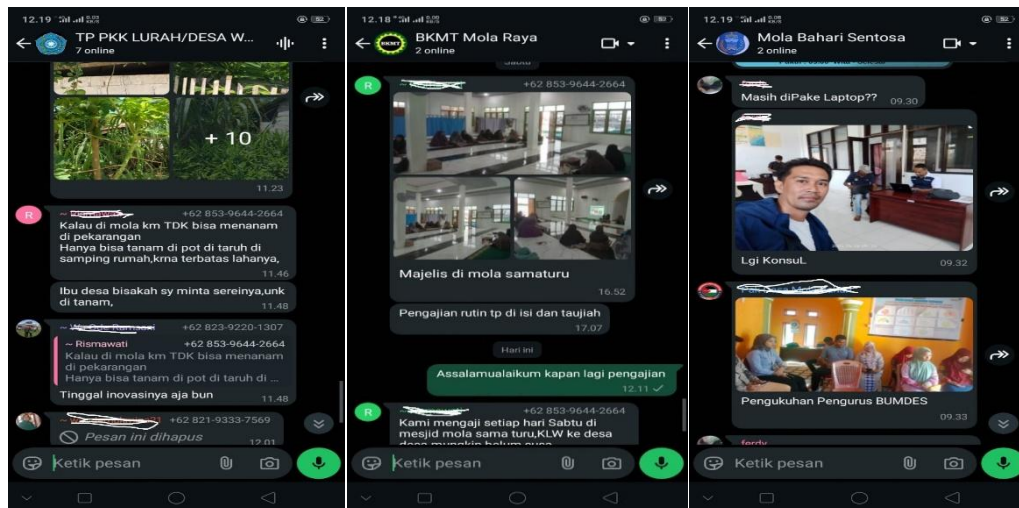 12.19
TP PKK LURAH/DESA W...
7 online
+ 10
11.23
R
+62 853-9644-2664
Kalau di mola km TDK bisa menanam
di pekarangan
Hanya bisa tanam di pot di taruh di
samping rumah,krna terbatas lahanya,
11.46
Ibu desa bisakah sy minta sereinya,unk
di tanam,
11.48
+62 823-9220-1307
~ Rismawati +62 853-9644-2664
Kalau di mola km TDK bisa menanam
di pekarangan
Hanya bisa tanam di pot di taruh di ...
Tinggal inovasinya aja bun
11.48
+62 821-9333-7569
Pesan ini dihapus
12.01
Ketik pesan
12.18
BKMT Mola Raya
2 online
Sabtu
R
+62 853-9644-2664
Majelis di mola samaturu
16.52
Pengajian rutin tp di isi dan taujiah
17.07
Hari ini
Assalamualaikum kapan lagi pengajian
12.11
R
+62 853-9644-2664
Kami mengaji setiap hari Sabtu di
mesjid mola sama turu,KLW ke desa
Ketik pesan
12.19
Mola Bahari Sentosa
2 online
Masih diPake Laptop??
09.30
Lgi KonsuL
09.32
Pengukuhan Pengurus BUMDES
09.33
ferdy
Ketik pesan